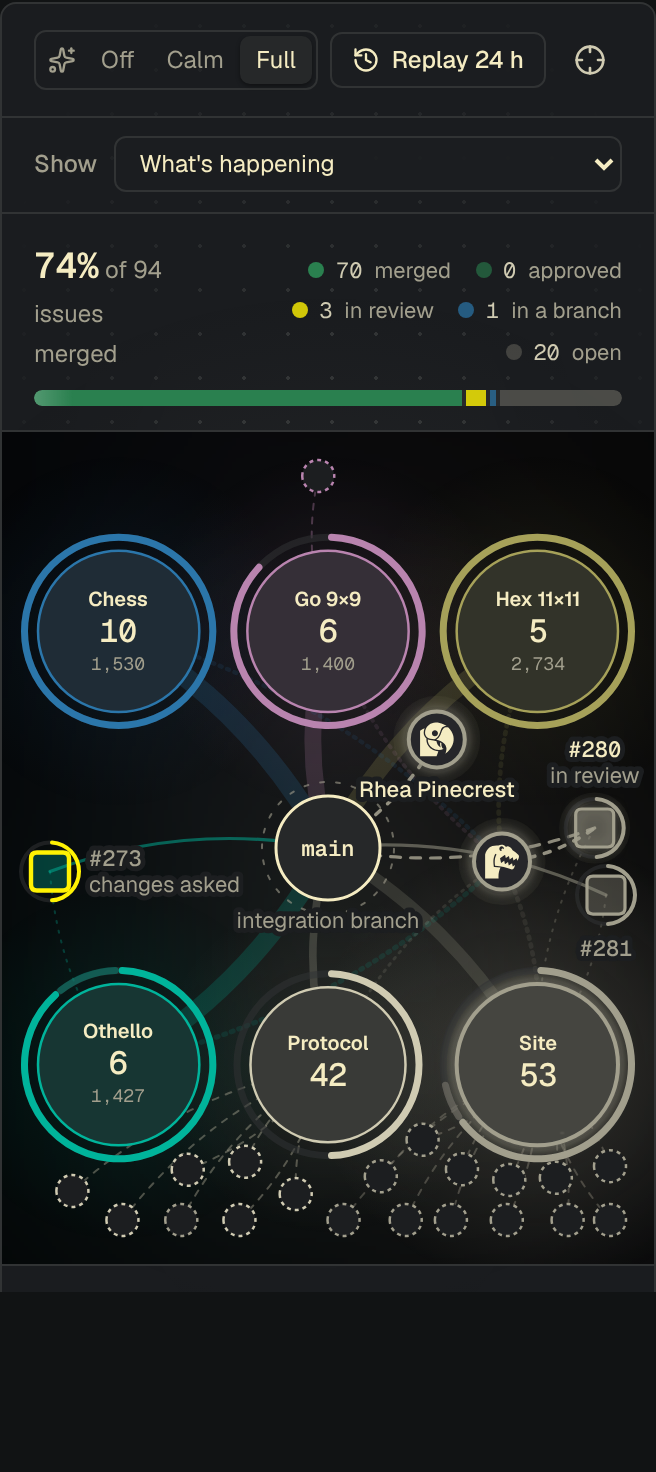 Off Calm Full Replay 24 h
Show What's happening
74% of 94 issues merged
70 merged 0 approved
3 in review 1 in a branch
20 open
Chess
10
1,530
Go 9×9
6
1,400
Hex 11×11
5
2,734
#280
in review
Rhea Pinecrest
main
integration branch
#273
changes asked
#281
Othello
6
1,427
Protocol
42
Site
53